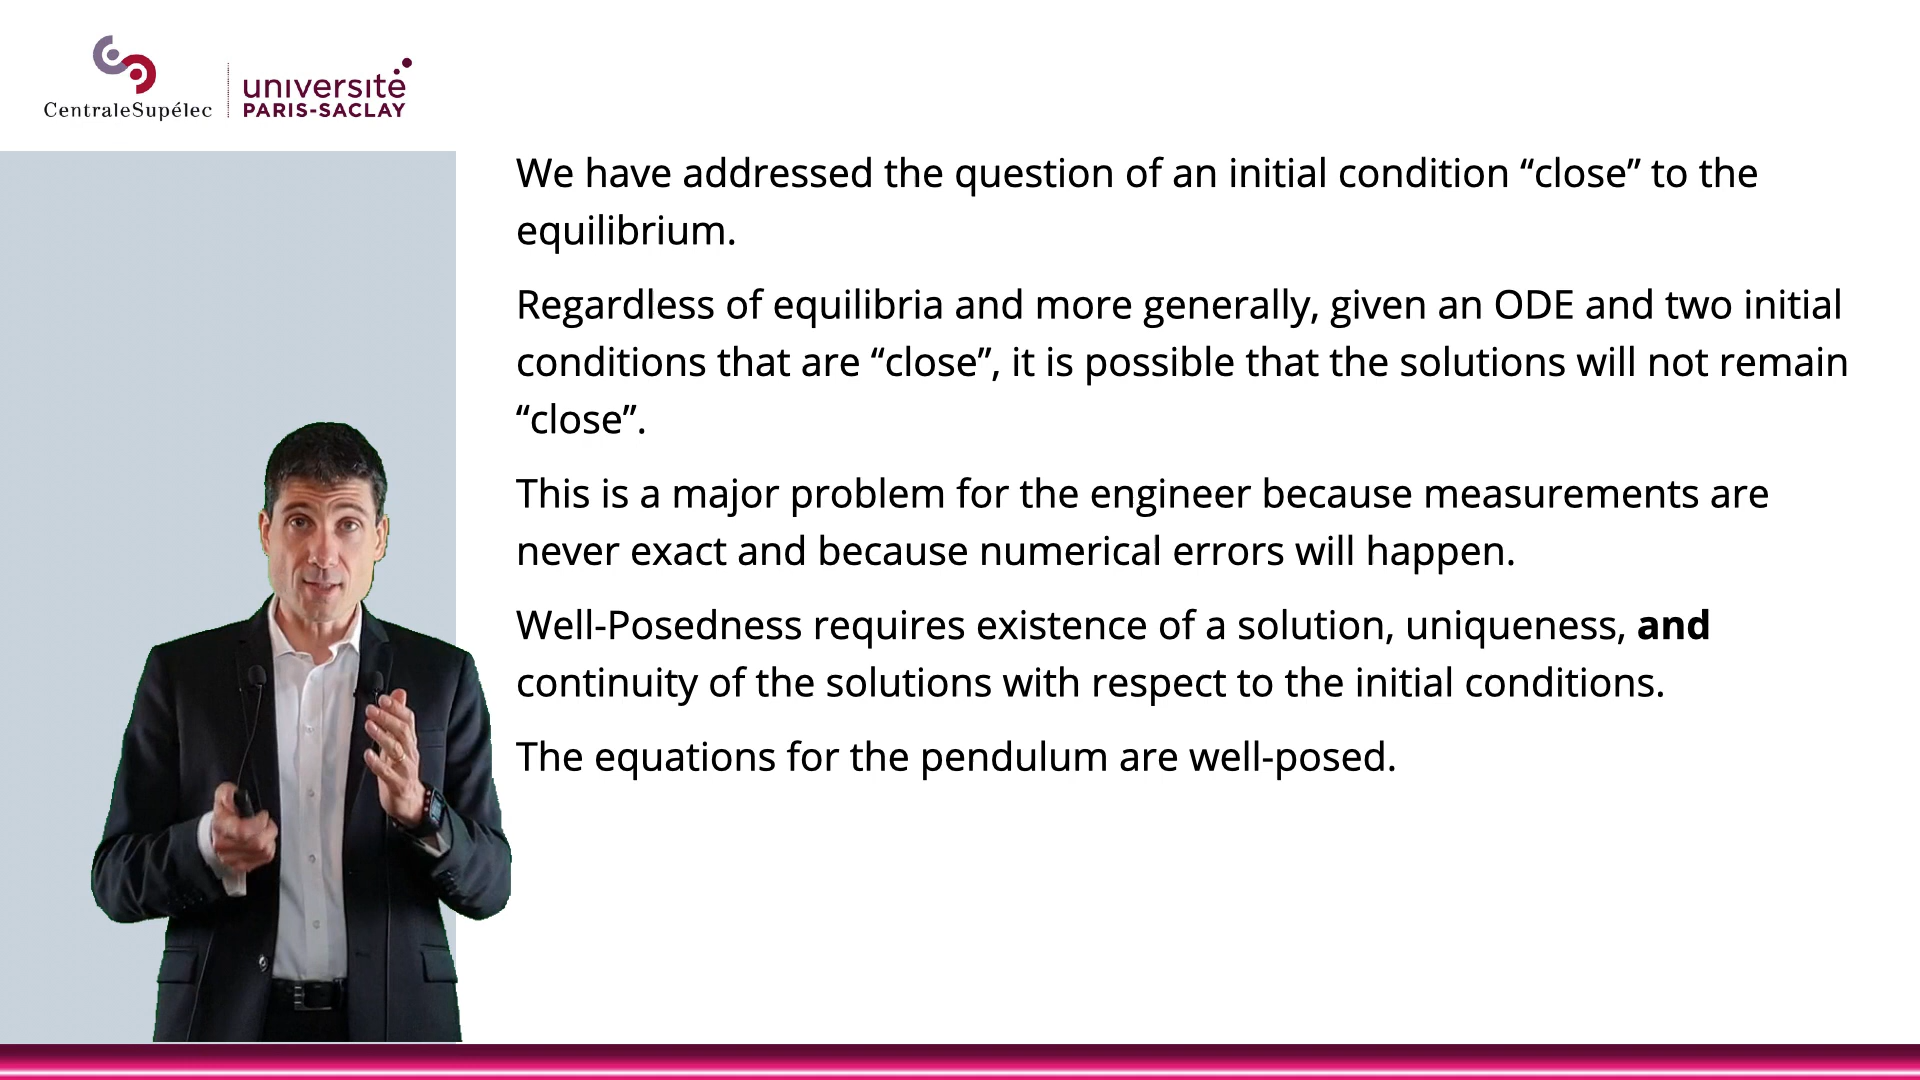 CentraleSupélec
université
PARIS-SACLAY
We have addressed the question of an initial condition “close” to the
equilibrium.
Regardless of equilibria and more generally, given an ODE and two initial
conditions that are “close”, it is possible that the solutions will not remain
“close”.
This is a major problem for the engineer because measurements are
never exact and because numerical errors will happen.
Well-Posedness requires existence of a solution, uniqueness, and
continuity of the solutions with respect to the initial conditions.
The equations for the pendulum are well-posed.